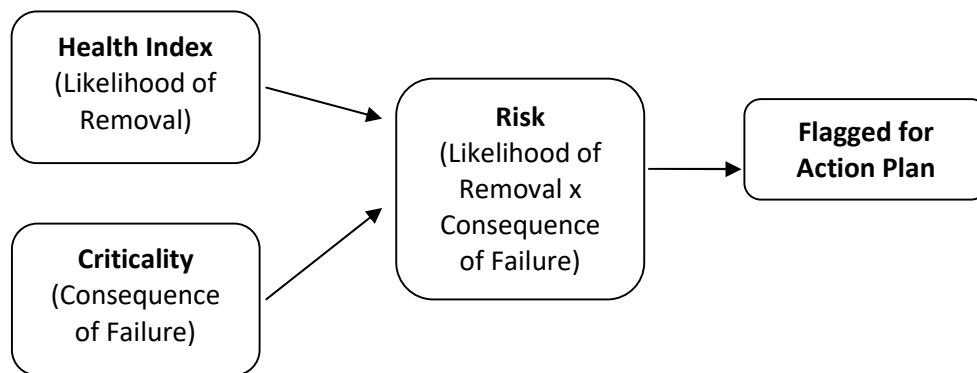 Health Index
(Likelihood of
Removal)
Criticality
(Consequence
of Failure)
Risk
(Likelihood of
Removal x
Consequence
of Failure)
Flagged for
Action Plan